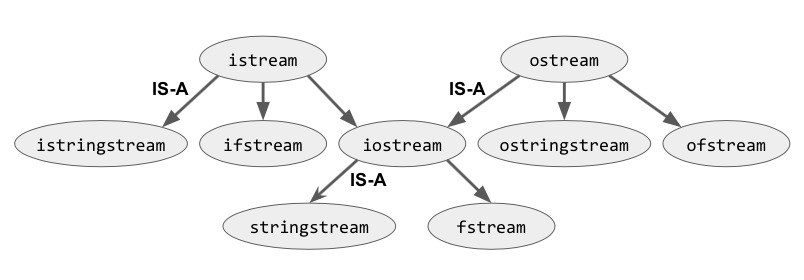 istream
ostream
IS-A
IS-A
istringstream
ifstream
iostream
ostringstream
ofstream
IS-A
stringstream
fstream